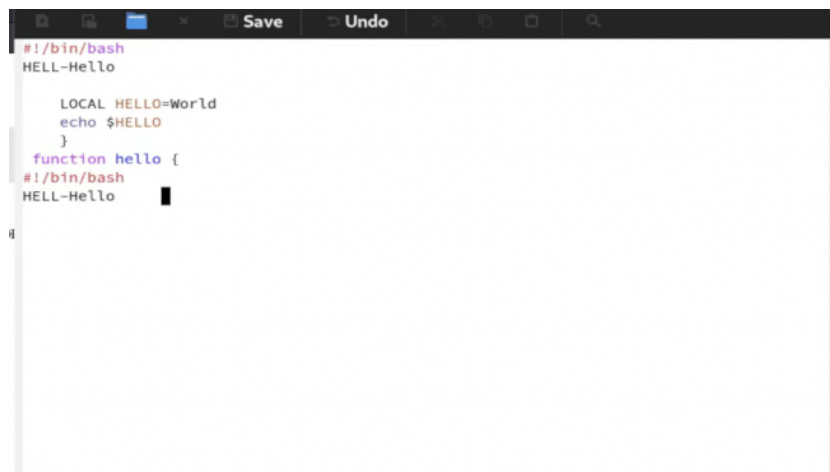 Save Undo
#!/bin/bash
HELL-Hello
LOCAL HELLO=World
echo $HELLO
}
function hello {
#!/bin/bash
HELL-Hello